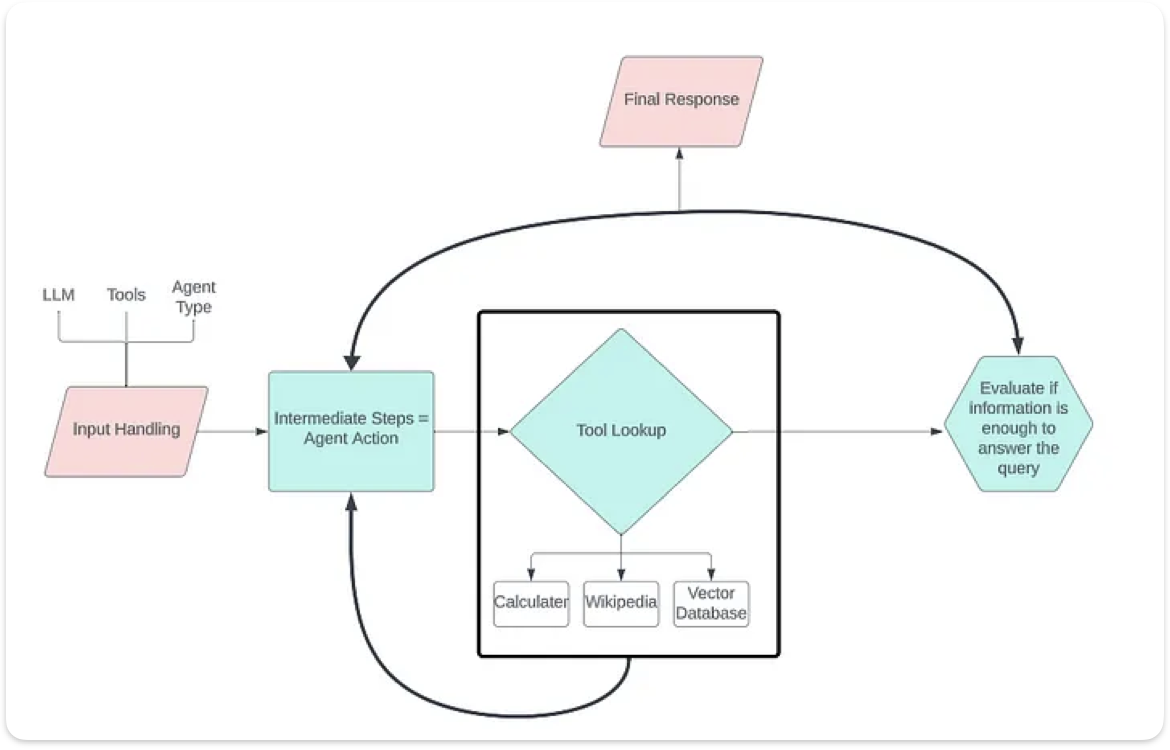 Final Response
LLM
Tools
Agent
Type
Input Handling
Intermediate Steps =
Agent Action
Tool Lookup
Evaluate if
information is
enough to
answer the
query
Calculater
Wikipedia
Vector
Database